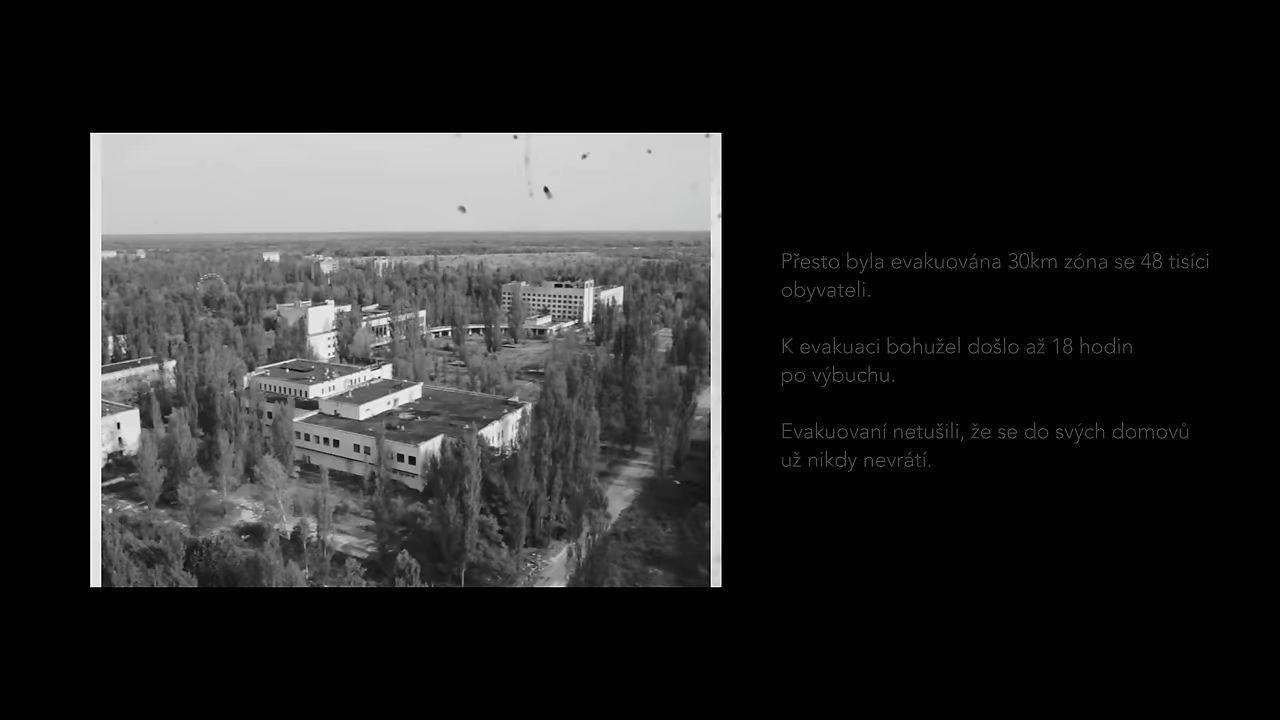 Přesto byla evakuována 30km zóna se 48 tisíci
obyvateli.
K evakuaci bohužel došlo až 18 hodin
po výbuchu.
Evakuovaní netušili, že se do svých domovů
už nikdy nevrátí.